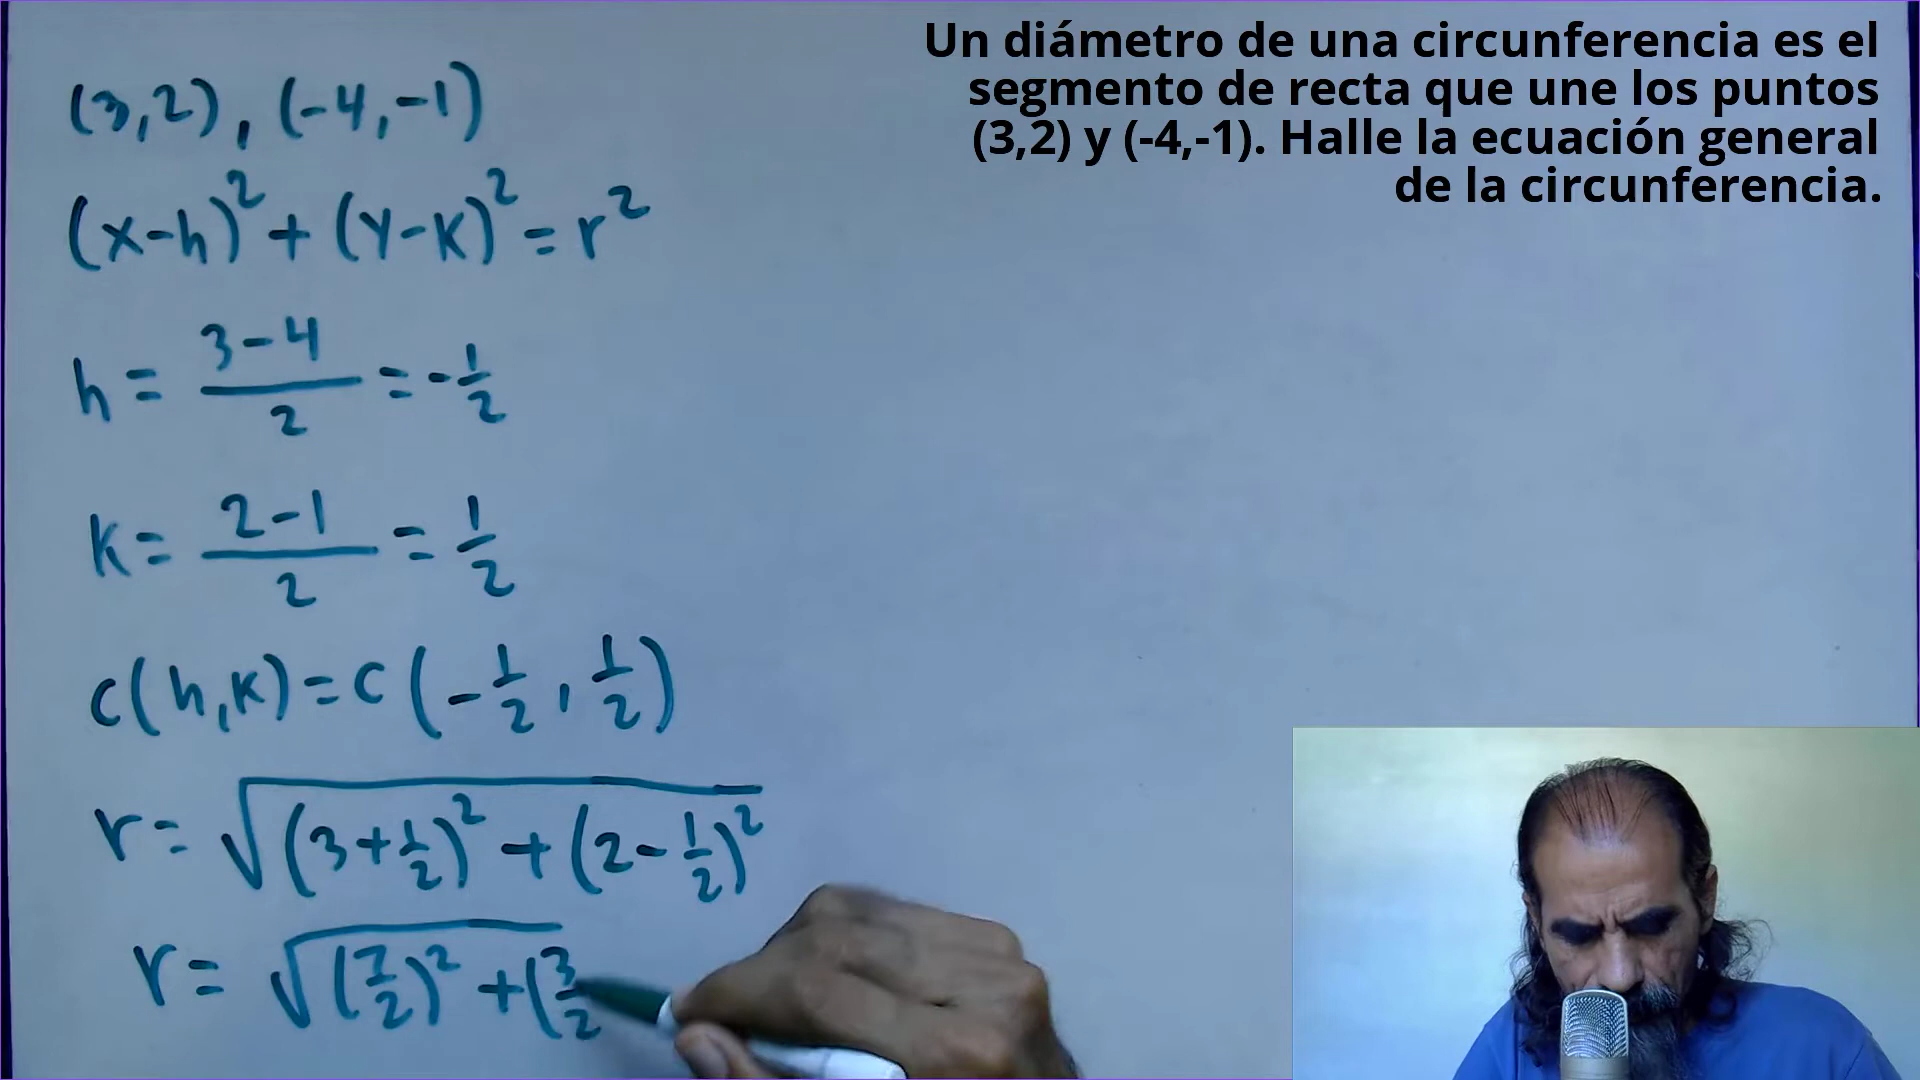 Un diámetro de una circunferencia es el
segmento de recta que une los puntos
(3,2) y (-4,-1). Halle la ecuación general
de la circunferencia.
(3,2), (-4,-1)
(x-h)² + (y-k)² = r²
h = (3-4)/2 = -1/2
k = (2-1)/2 = 1/2
c(h,k) = c(-1/2, 1/2)
r = √((3+1/2)² + (2-1/2)²)
r = √((7/2)² + (3/2